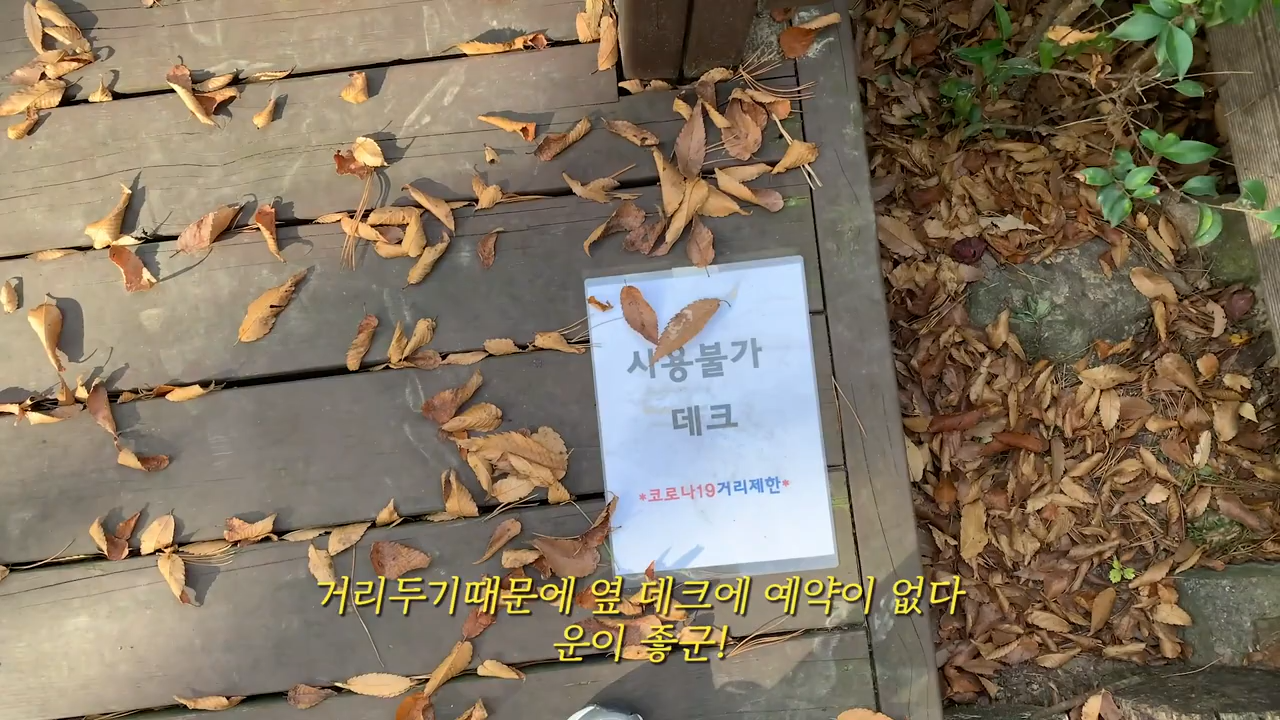 사용불가
데크
*코로나19거리제한*
거리두기때문에 옆 데크에 예약이 없다
운이 좋군!